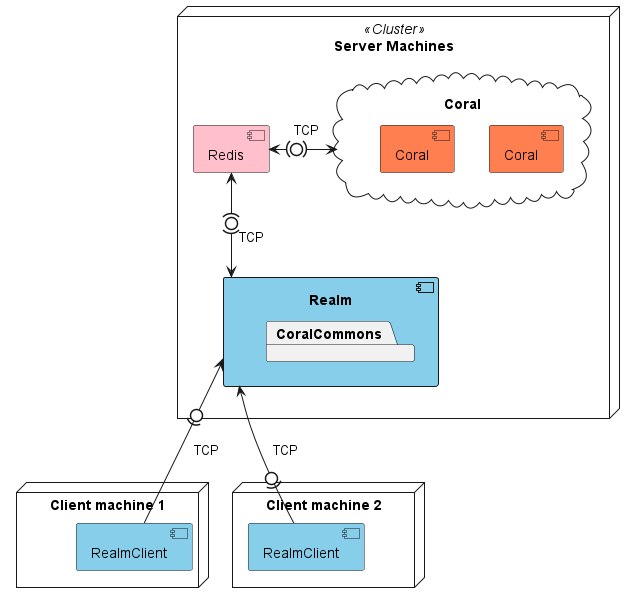 «Cluster»
Server Machines
Coral
TCP
Redis
Coral
Coral
TCP
Realm
CoralCommons
TCP
TCP
Client machine 1
Client machine 2
RealmClient
RealmClient